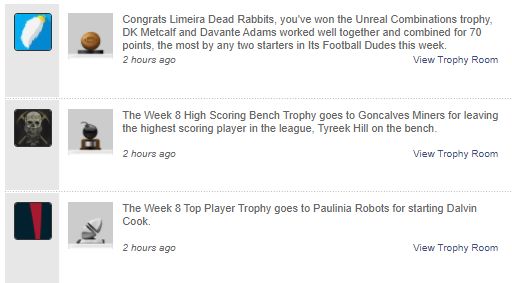 Congrats Limeira Dead Rabbits, you've won the Unreal Combinations trophy,
DK Metcalf and Davante Adams worked well together and combined for 70
points, the most by any two starters in Its Football Dudes this week.
2 hours ago View Trophy Room
The Week 8 High Scoring Bench Trophy goes to Goncalves Miners for leaving
the highest scoring player in the league, Tyreek Hill on the bench.
2 hours ago View Trophy Room
The Week 8 Top Player Trophy goes to Paulinia Robots for starting Dalvin
Cook.
2 hours ago View Trophy Room